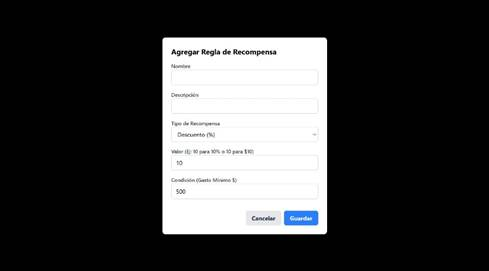 Agregar Regla de Recompensa
Nombre
Descripción
Tipo de Recompensa
Descuento (%)
Valor (Ej: 10 para 10% o 10 para $10)
10
Condición (Gasto Mínimo $)
500
Cancelar Guardar